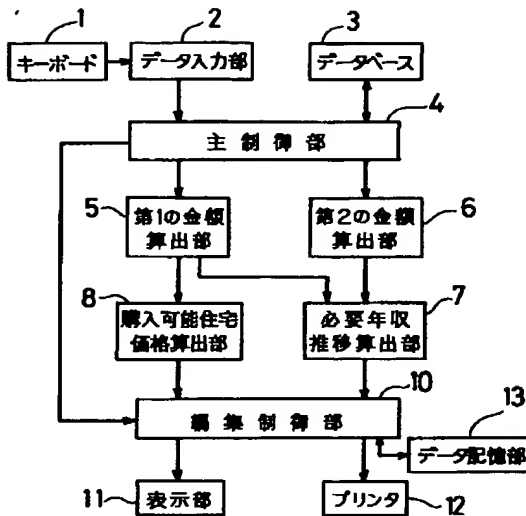 1
2
3
キーボード
データ入力部
データベース
4
主制御部
5
第1の金額
算出部
第2の金額
算出部
6
8
購入可能住宅
価格算出部
必要年収
推移算出部
7
10
編集制御部
13
データ記憶部
11
表示部
プリンタ
12